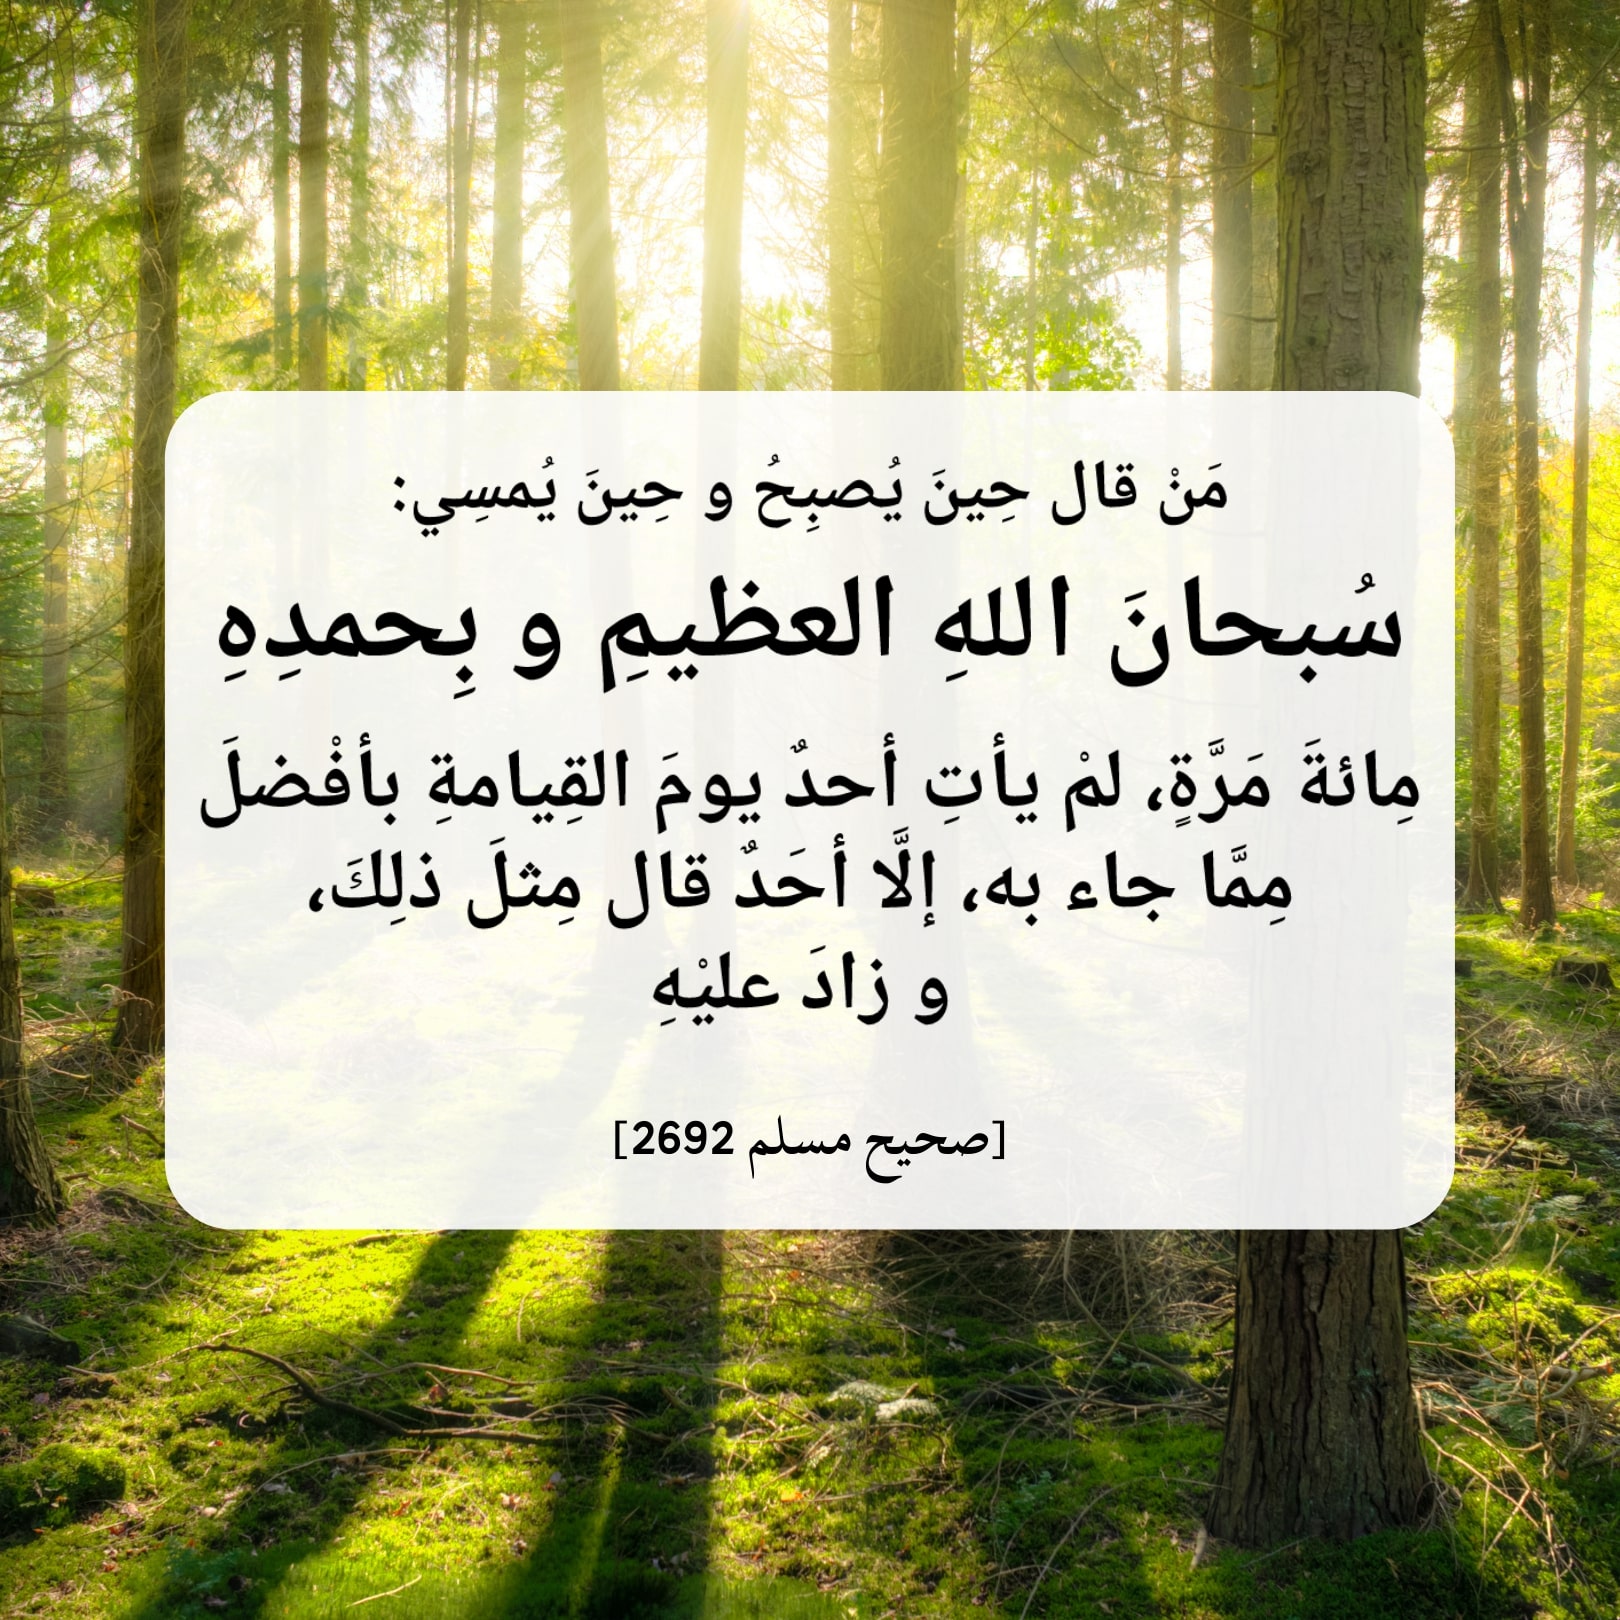 مَنْ قال حِينَ يُصبِحُ و حِينَ يُمسِي:
سُبحانَ اللهِ العظيمِ و بِحمدِهِ
مِائةَ مَرَّةٍ، لمْ يأتِ أحدٌ يومَ القِيامةِ بأفْضلَ
مِمَّا جاء به، إلَّا أحَدٌ قال مِثلَ ذلِكَ،
و زادَ عليْهِ
[صحيح مسلم 2692]